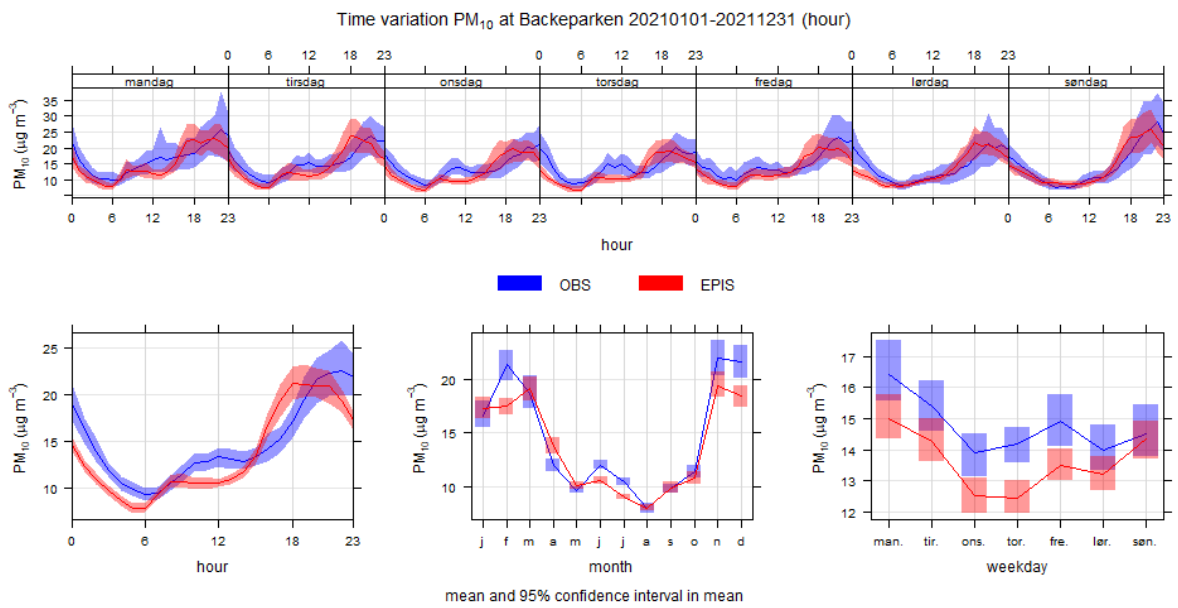 Time variation PM₁₀ at Backeparken 20210101-20211231 (hour)
0 6 12 18 23 0 6 12 18 23 0 6 12 18 23
mandag tirsdag onsdag torsdag fredag lørdag søndag
PM₁₀ (µg m⁻³)
35
30
25
20
15
10
0 6 12 18 23 0 6 12 18 23 0 6 12 18 23 0 6 12 18 23
hour
OBS EPIS
PM₁₀ (µg m⁻³)
25
20
15
10
0 6 12 18 23
hour
PM₁₀ (µg m⁻³)
20
15
10
j f m a m j j a s o n d
month
PM₁₀ (µg m⁻³)
17
16
15
14
13
12
man. tir. ons. tor. fre. lør. søn.
weekday
mean and 95% confidence interval in mean